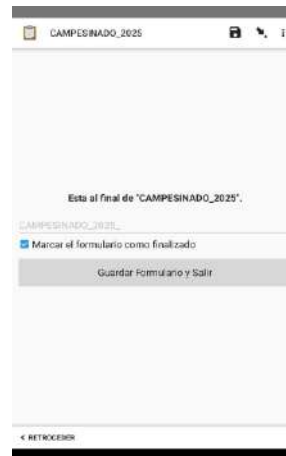 CAMPESINADO_2025
Esta al final de "CAMPESINADO_2025".
CAMPESINADO_2025_
Marcar el formulario como finalizado
Guardar Formulario y Salir
< RETROCEDER